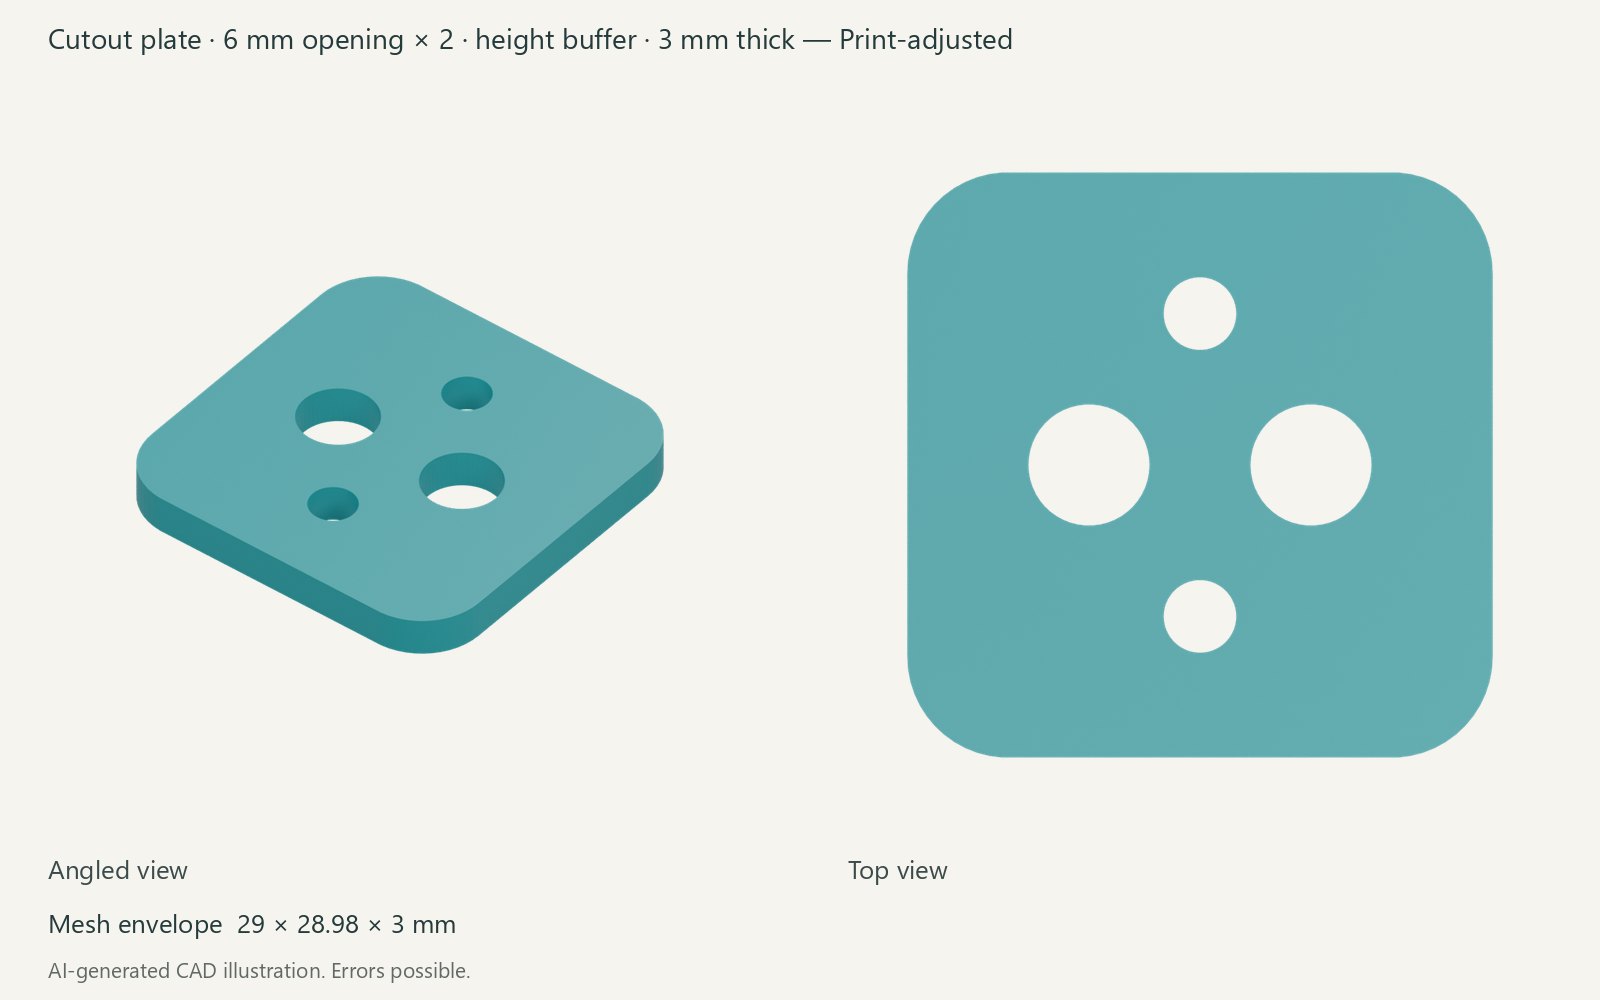 Cutout plate · 6 mm opening × 2 · height buffer · 3 mm thick — Print-adjusted
Angled view
Top view
Mesh envelope 29 × 28.98 × 3 mm
AI-generated CAD illustration. Errors possible.